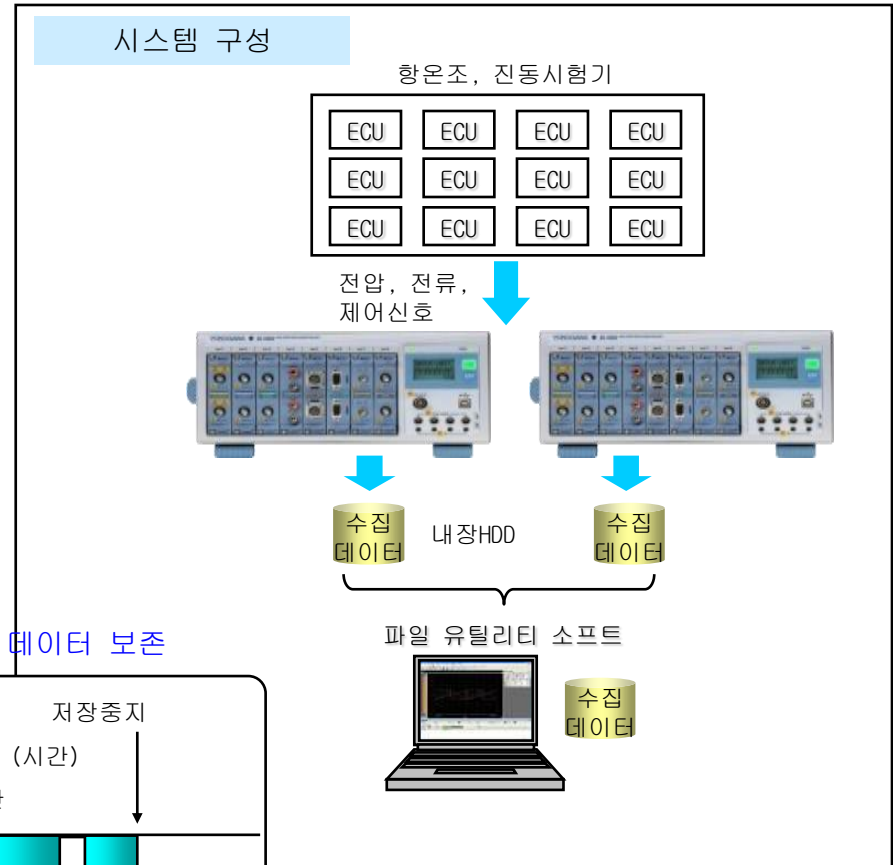 시스템 구성
항온조, 진동시험기
ECU ECU ECU ECU
ECU ECU ECU ECU
ECU ECU ECU ECU
전압, 전류,
제어신호
수집
데이터
내장HDD
수집
데이터
파일 유틸리티 소프트
수집
데이터
데이터 보존
저장중지
(시간)